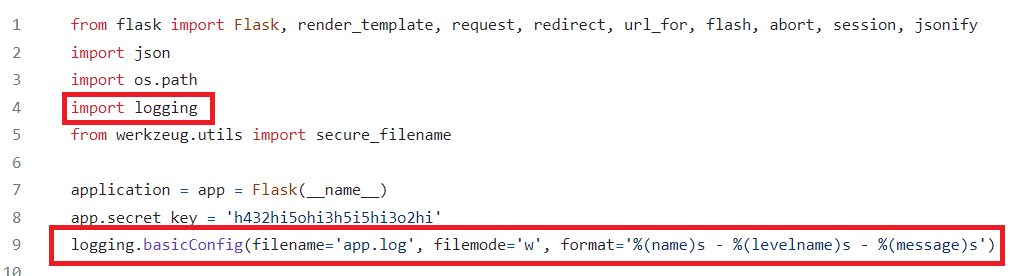 1 from flask import Flask, render_template, request, redirect, url_for, flash, abort, session, jsonify
2 import json
3 import os.path
4 import logging
5 from werkzeug.utils import secure_filename
6
7 application = app = Flask(__name__)
8 app.secret_key = 'h432hi5ohi3h5i5hi3o2hi'
9 logging.basicConfig(filename='app.log', filemode='w', format='%(name)s - %(levelname)s - %(message)s')
10